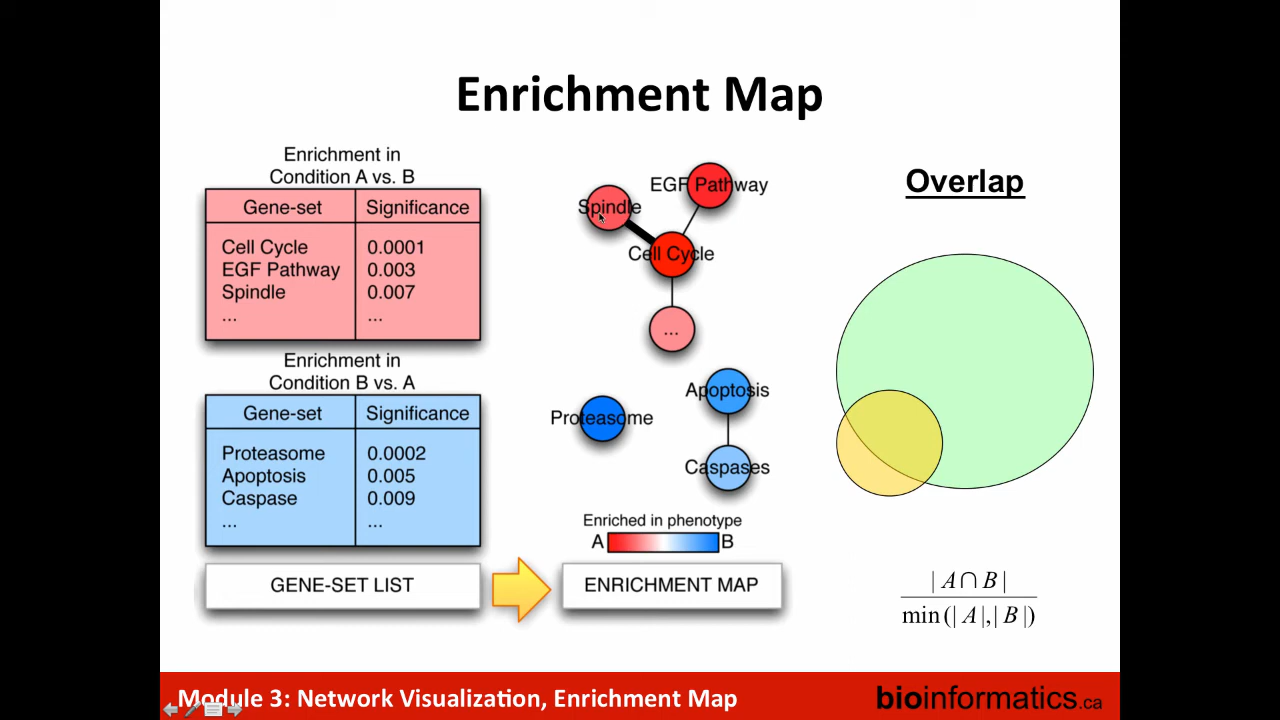 Enrichment Map
Enrichment in
Condition A vs. B
Gene-set Significance
Cell Cycle 0.0001
EGF Pathway 0.003
Spindle 0.007
... ...
Enrichment in
Condition B vs. A
Gene-set Significance
Proteasome 0.0002
Apoptosis 0.005
Caspase 0.009
... ...
GENE-SET LIST
EGF Pathway
Spindle
Cell Cycle
...
Apoptosis
Proteasome
Caspases
Enriched in phenotype
A B
ENRICHMENT MAP
Overlap
| A ∩ B |
min (| A |,| B |)
Module 3: Network Visualization, Enrichment Map
bioinformatics.ca